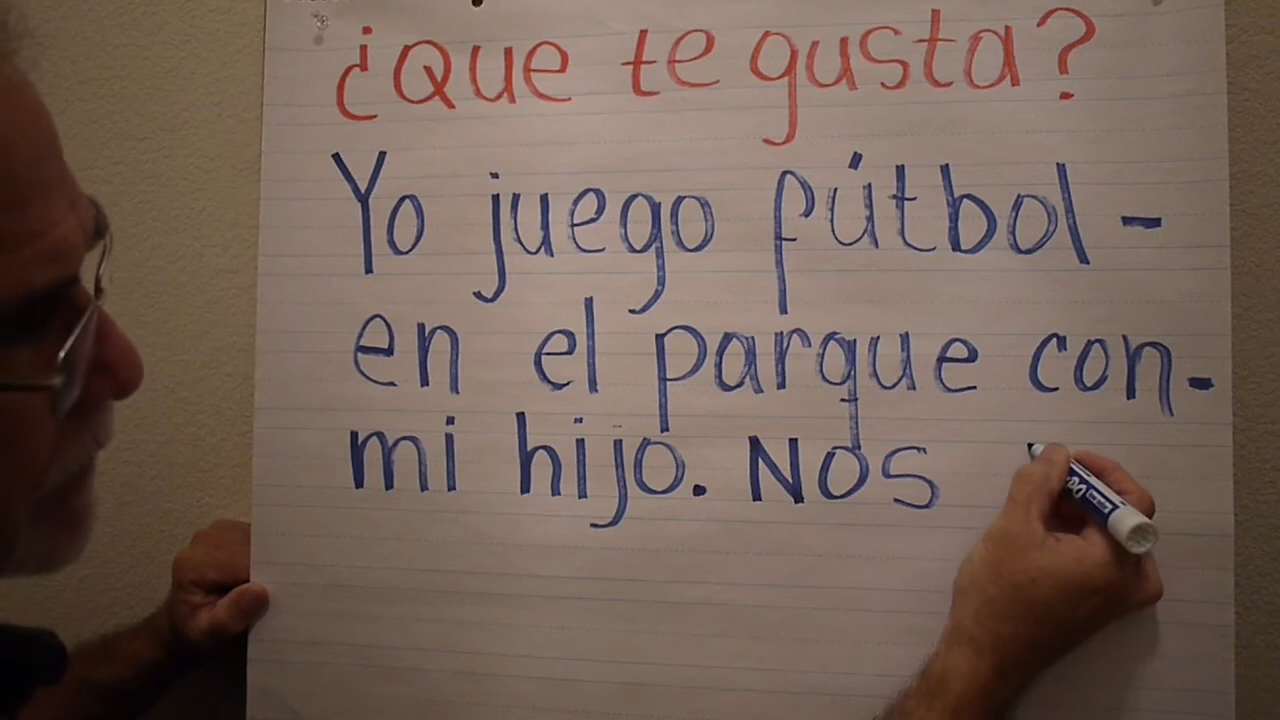 ¿Que te gusta?
Yo juego fútbol -
en el parque con-
mi hijo. Nos